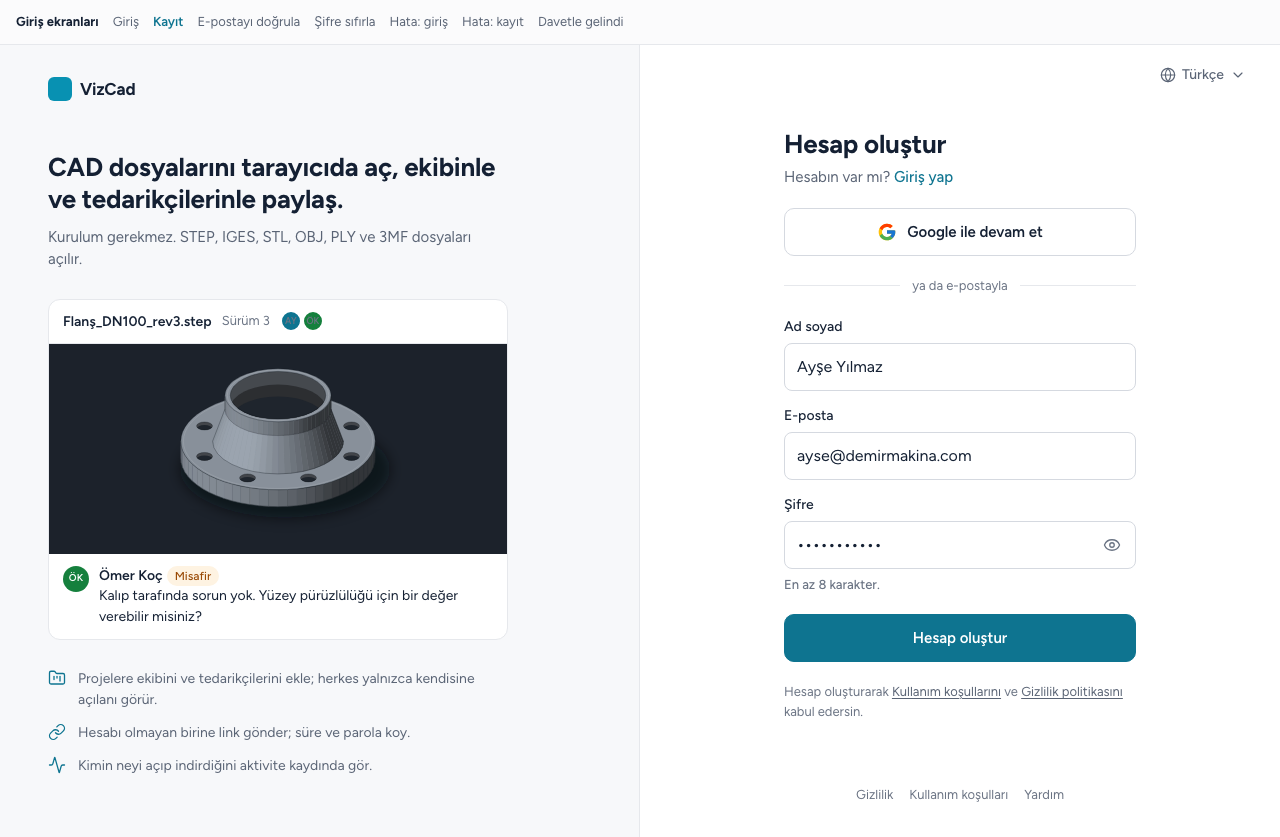 Giriş ekranları Giriş Kayıt E-postayı doğrula Şifre sıfırla Hata: giriş Hata: kayıt Davetle gelindi
VizCad
CAD dosyalarını tarayıcıda aç, ekibinle
ve tedarikçilerinle paylaş.
Kurulum gerekmez. STEP, IGES, STL, OBJ, PLY ve 3MF dosyaları
açılır.
Flanş_DN100_rev3.step Sürüm 3 AY ÖK
ÖK Ömer Koç Misafir
Kalıp tarafında sorun yok. Yüzey pürüzlülüğü için bir değer
verebilir misiniz?
Projelere ekibini ve tedarikçilerini ekle; herkes yalnızca kendisine
açılanı görür.
Hesabı olmayan birine link gönder; süre ve parola koy.
Kimin neyi açıp indirdiğini aktivite kaydında gör.
Türkçe
Hesap oluştur
Hesabın var mı? Giriş yap
Google ile devam et
ya da e-postayla
Ad soyad
Ayşe Yılmaz
E-posta
ayse@demirmakina.com
Şifre
•••••••••••
En az 8 karakter.
Hesap oluştur
Hesap oluşturarak Kullanım koşullarını ve Gizlilik politikasını
kabul edersin.
Gizlilik Kullanım koşulları Yardım